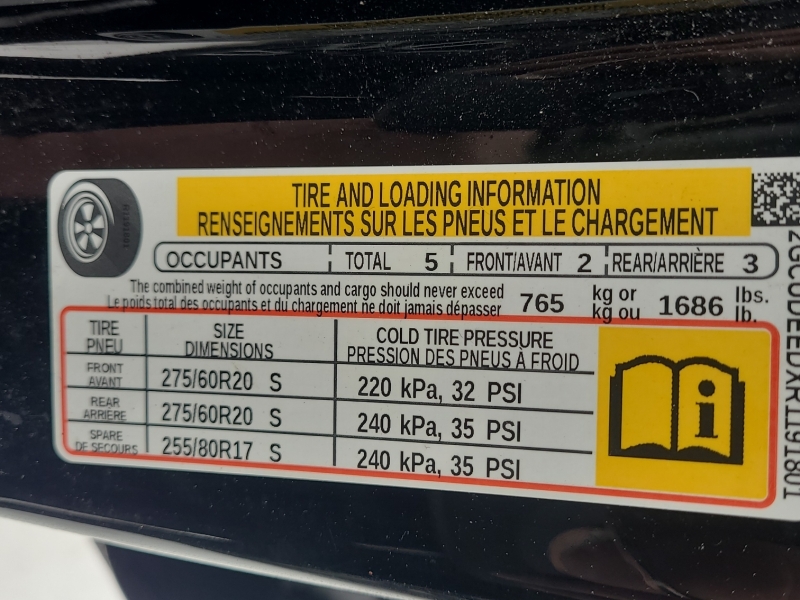 TIRE AND LOADING INFORMATION
RENSEIGNEMENTS SUR LES PNEUS ET LE CHARGEMENT
OCCUPANTS TOTAL 5 FRONT/AVANT 2 REAR/ARRIÈRE 3
The combined weight of occupants and cargo should never exceed 765 kg or 1686 lbs.
Le poids total des occupants et du chargement ne doit jamais dépasser kg ou lb.
TIRE SIZE COLD TIRE PRESSURE
PNEU DIMENSIONS PRESSION DES PNEUS À FROID
FRONT
AVANT 275/60R20 S 220 kPa, 32 PSI
REAR
ARRIÈRE 275/60R20 S 240 kPa, 35 PSI
SPARE
DE SECOURS 255/80R17 S 240 kPa, 35 PSI
i